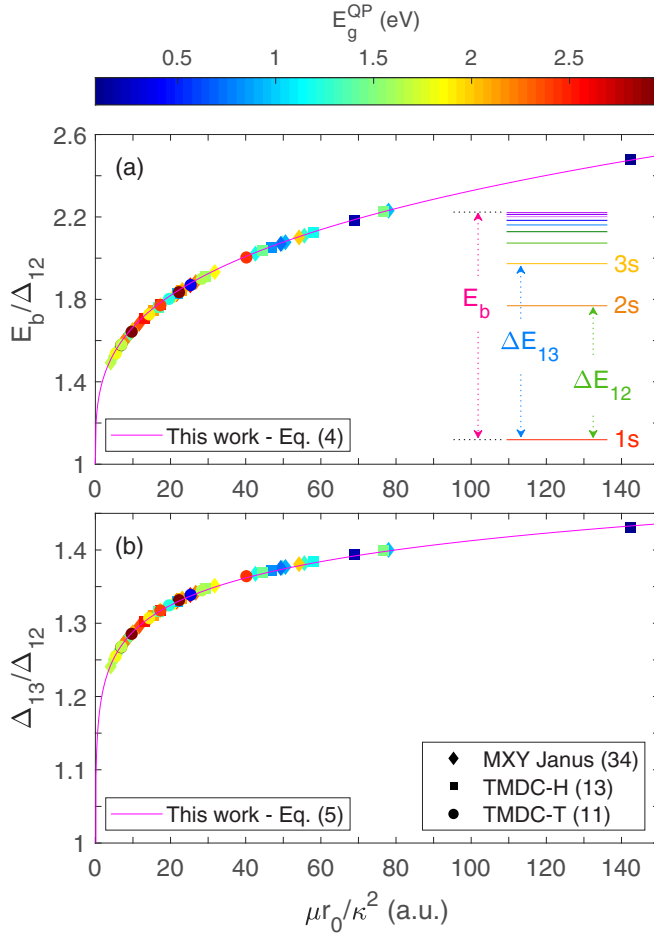 E_g^QP (eV)
0.5 1 1.5 2 2.5
(a)
2.6
2.2
1.8
1.4
1
E_b/Δ_12
3s
2s
1s
E_b
ΔE_13
ΔE_12
This work - Eq. (4)
0 20 40 60 80 100 120 140
(b)
1.4
1.3
1.2
1.1
1
Δ_13/Δ_12
MXY Janus (34)
TMDC-H (13)
TMDC-T (11)
This work - Eq. (5)
0 20 40 60 80 100 120 140
μr_0/κ^2 (a.u.)